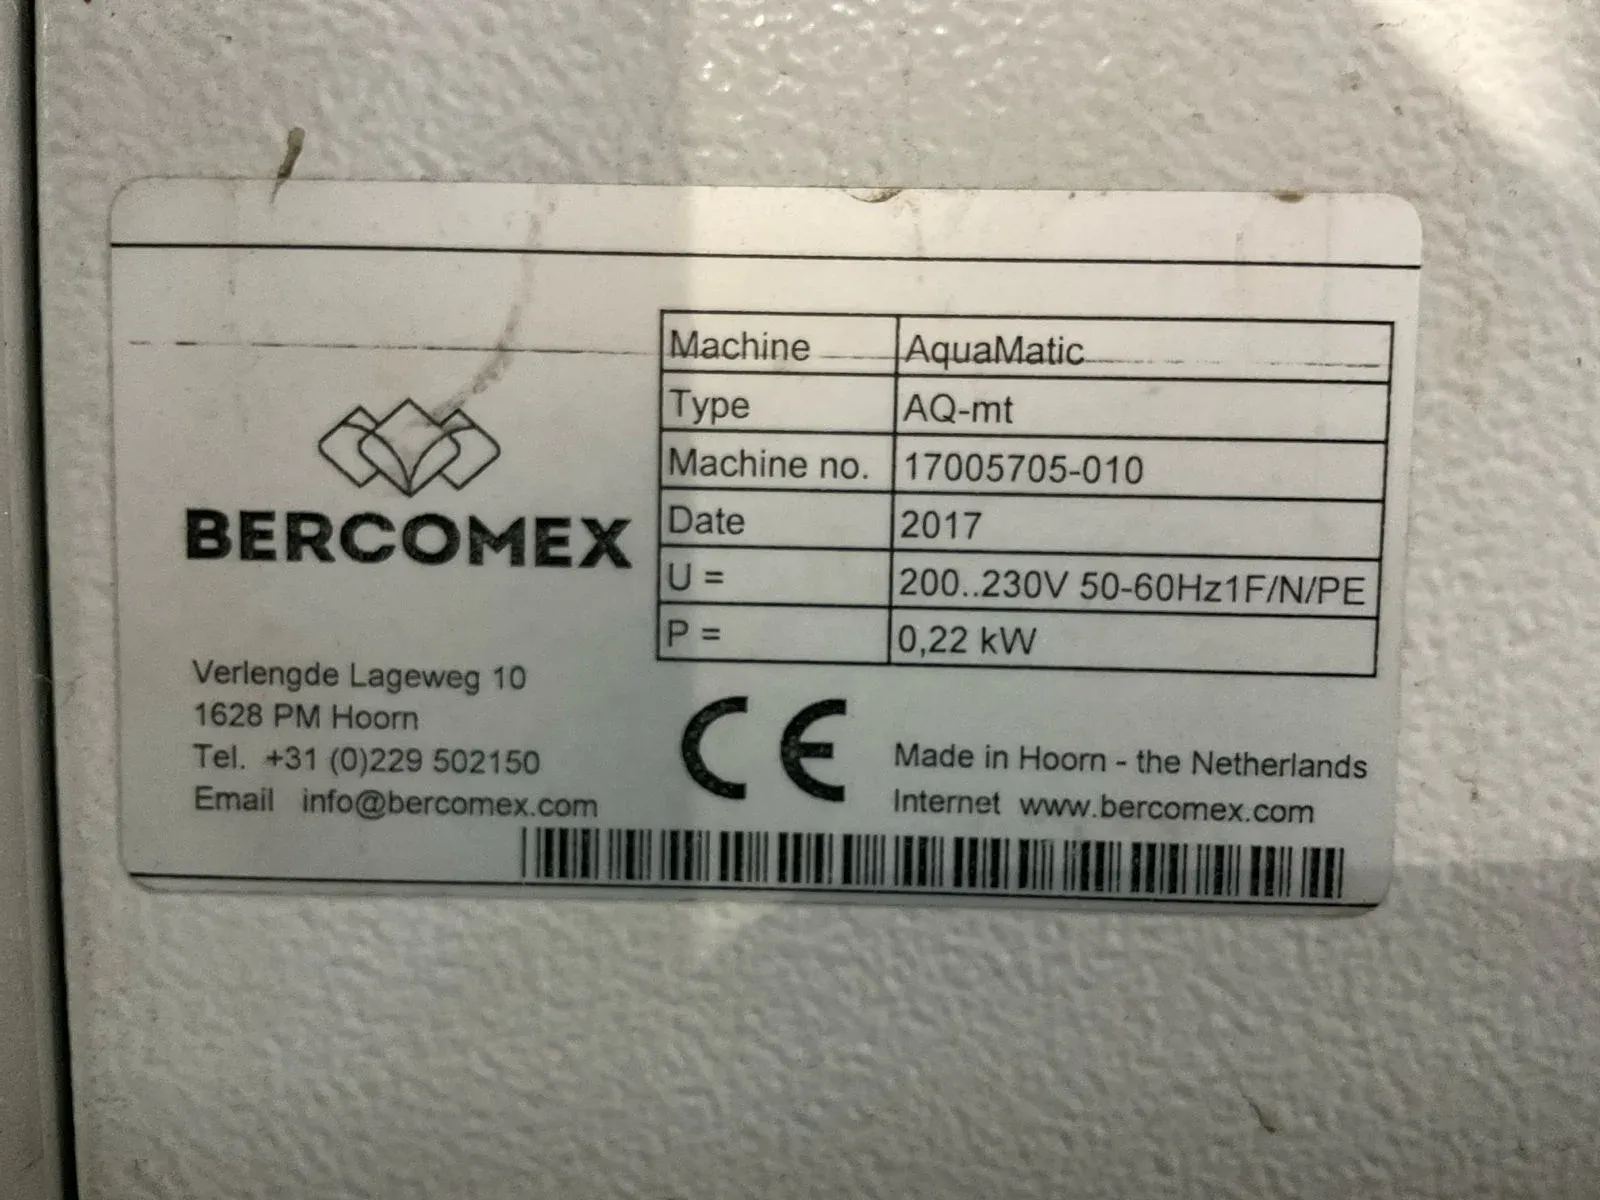 Machine AquaMatic
Type AQ-mt
Machine no. 17005705-010
Date 2017
U = 200..230V 50-60Hz1F/N/PE
P = 0,22 kW
BERCOMEX
Verlengde Lageweg 10
1628 PM Hoorn
Tel. +31 (0)229 502150
Email info@bercomex.com
CE
Made in Hoorn - the Netherlands
Internet www.bercomex.com